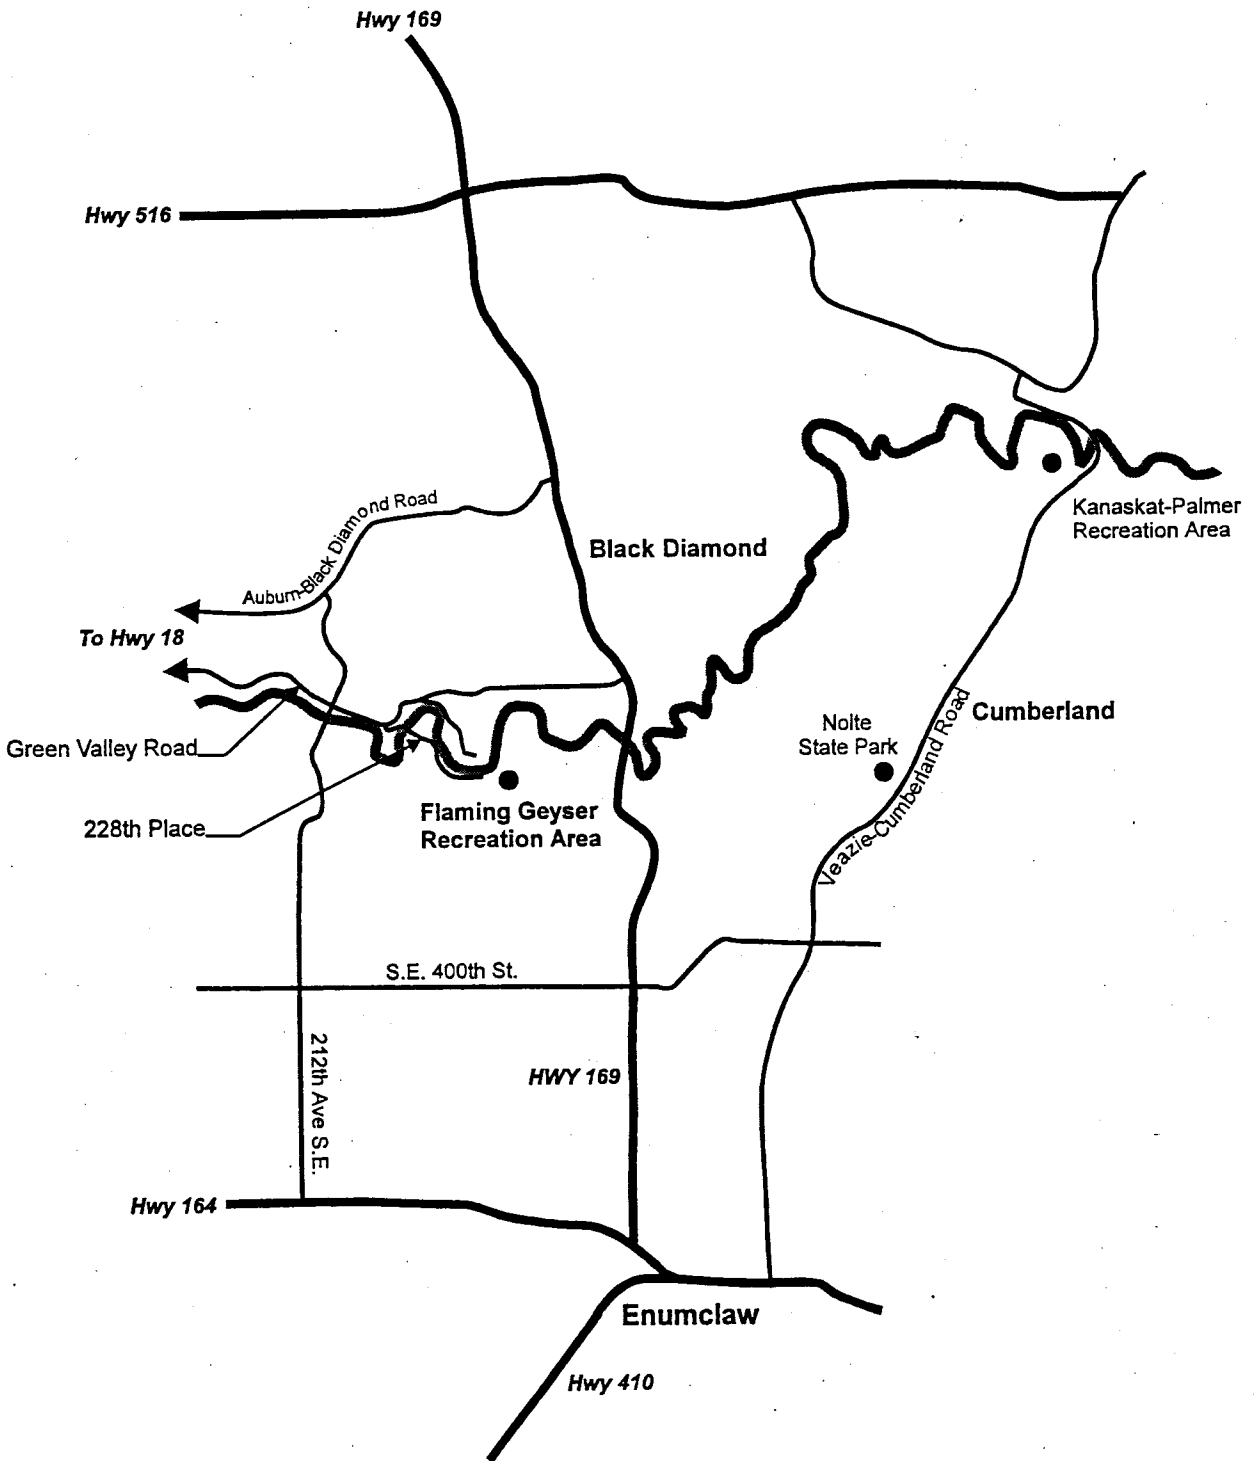 Hwy 169
Hwy 516
Kanaskat-Palmer
Recreation Area
Auburn-Black Diamond Road
Black Diamond
To Hwy 18
Green Valley Road
228th Place
Flaming Geyser
Recreation Area
Nolte
State Park
Cumberland
Veazie-Cumberland Road
S.E. 400th St.
212th Ave S.E.
HWY 169
Hwy 164
Enumclaw
Hwy 410